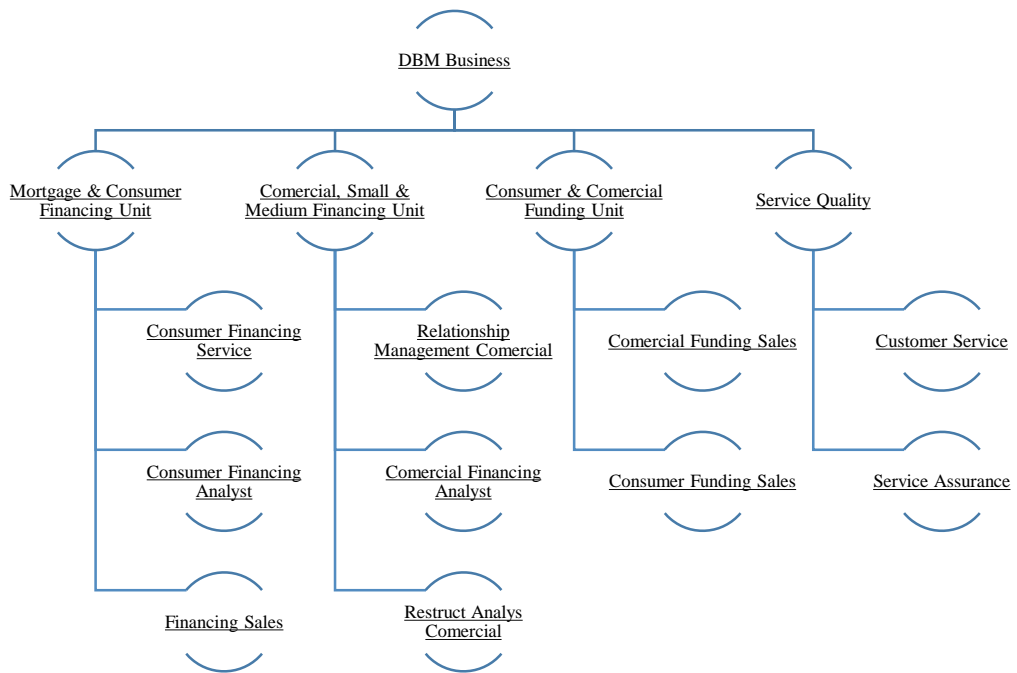 DBM Business
Mortgage & Consumer
Financing Unit
Comercial, Small &
Medium Financing Unit
Consumer & Comercial
Funding Unit
Service Quality
Consumer Financing
Service
Relationship
Management Comercial
Comercial Funding Sales
Customer Service
Consumer Financing
Analyst
Comercial Financing
Analyst
Consumer Funding Sales
Service Assurance
Financing Sales
Restruct Analys
Comercial